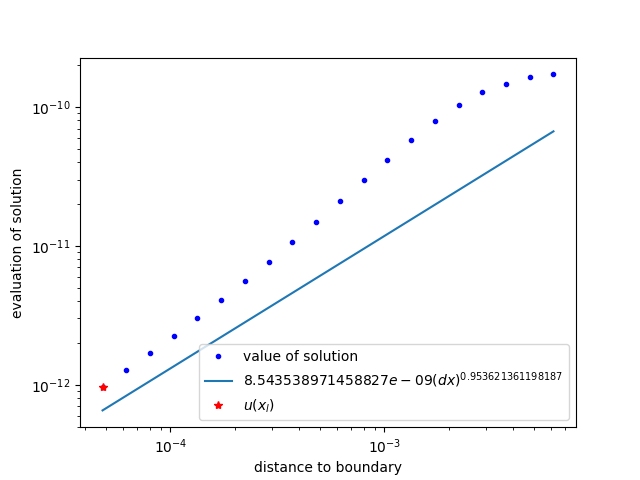 10^{-10}
10^{-11}
10^{-12}
evaluation of solution
value of solution
8.543538971458827e − 09(dx)^{0.953621361198187}
u(x_l)
10^{-4}
10^{-3}
distance to boundary